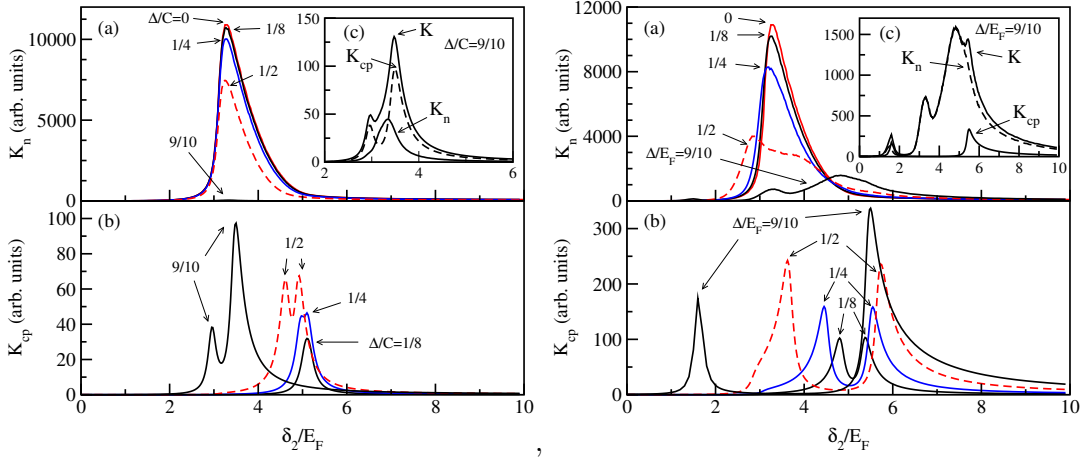 (a)
Δ/C=0
1/8
1/4
1/2
9/10
K_n (arb. units)
10000
5000
0
(c)
K
Δ/C=9/10
K_cp
K_n
150
125
100
75
50
25
0
2 4 6
(b)
9/10
1/2
1/4
Δ/C=1/8
K_cp (arb. units)
100
80
60
40
20
0
0 2 4 6 8 10
δ_2/E_F
,
(a)
0
1/8
1/4
1/2
Δ/E_F=9/10
K_n (arb. units)
12000
8000
4000
0
(c)
Δ/E_F=9/10
K_n
K
K_cp
1500
1000
500
0
0 2 4 6 8 10
(b)
Δ/E_F=9/10
1/2
1/4
1/8
K_cp (arb. units)
300
200
100
0
2 4 6 8 10
δ_2/E_F